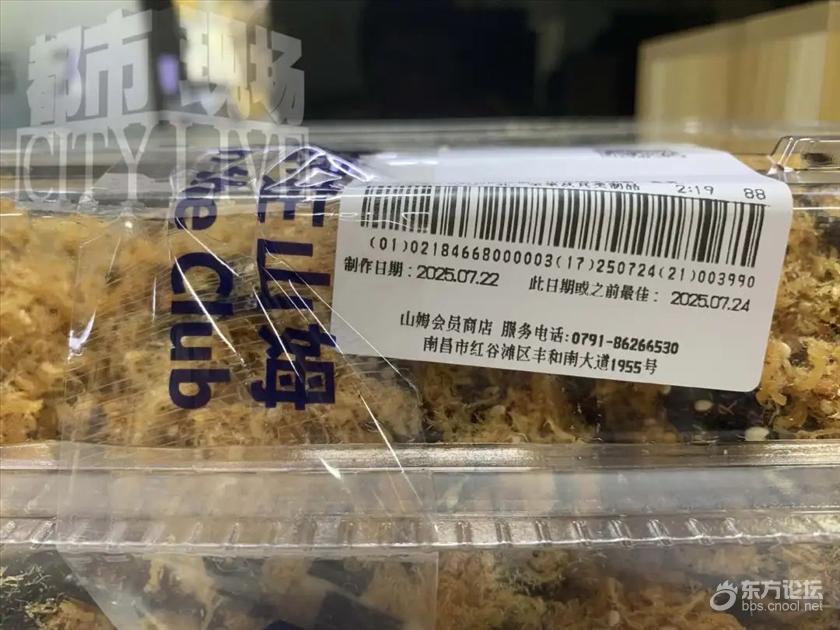 都市现场
CITY LIVE
2:19 88
(01)02184668000003(17)250724(21)003990
制作日期:2025.07.22 此日期或之前最佳: 2025.07.24
山姆会员商店 服务电话:0791-86266530
南昌市红谷滩区丰和南大道1955号
山姆
Club
东方论坛
bps.cnool.net